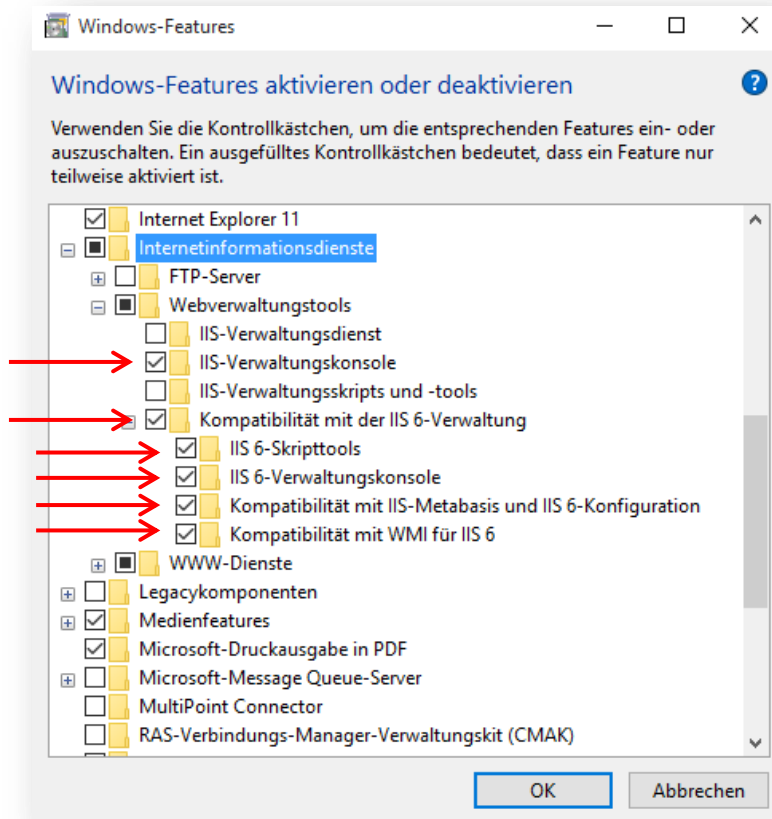 Windows-Features
Windows-Features aktivieren oder deaktivieren
Verwenden Sie die Kontrollkästchen, um die entsprechenden Features ein- oder
auszuschalten. Ein ausgefülltes Kontrollkästchen bedeutet, dass ein Feature nur
teilweise aktiviert ist.
Internet Explorer 11
Internetinformationsdienste
FTP-Server
Webverwaltungstools
IIS-Verwaltungsdienst
IIS-Verwaltungskonsole
IIS-Verwaltungsskripts und -tools
Kompatibilität mit der IIS 6-Verwaltung
IIS 6-Skripttools
IIS 6-Verwaltungskonsole
Kompatibilität mit IIS-Metabasis und IIS 6-Konfiguration
Kompatibilität mit WMI für IIS 6
WWW-Dienste
Legacykomponenten
Medienfeatures
Microsoft-Druckausgabe in PDF
Microsoft-Message Queue-Server
MultiPoint Connector
RAS-Verbindungs-Manager-Verwaltungskit (CMAK)
OK Abbrechen